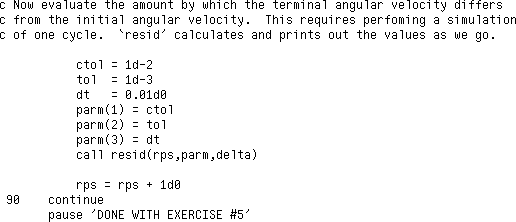 c Now evaluate the amount by which the terminal angular velocity differs
c from the initial angular velocity.  This requires perfoming a simulation
c of one cycle.  `resid' calculates and prints out the values as we go.
ctol = 1d-2
tol  = 1d-3
dt   = 0.01d0
parm(1) = ctol
parm(2) = tol
parm(3) = dt
call resid(rps,parm,delta)
rps = rps + 1d0
90    continue
pause 'DONE WITH EXERCISE #5'